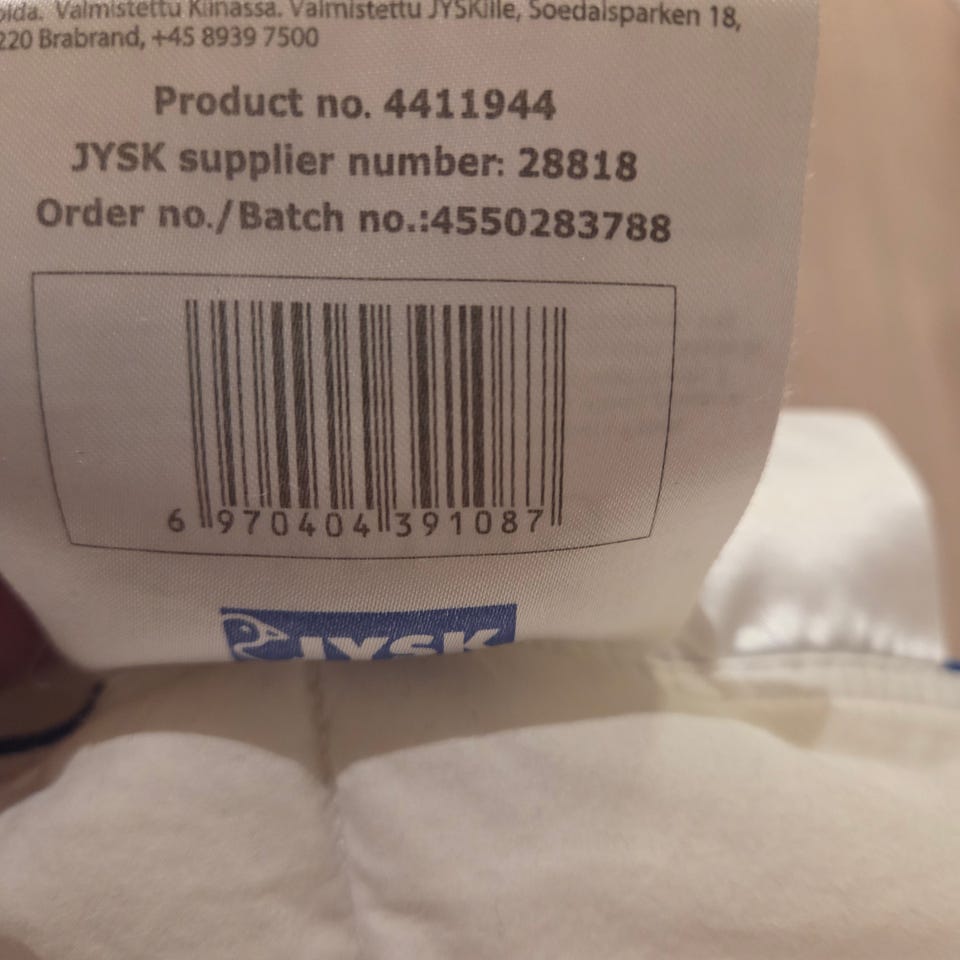 Valmistettu Kiinassa. Valmistettu JYSKille, Soedalsparken 18,
220 Brabrand, +45 8939 7500
Product no. 4411944
JYSK supplier number: 28818
Order no./Batch no.:4550283788
6 970404 391087
JYSK